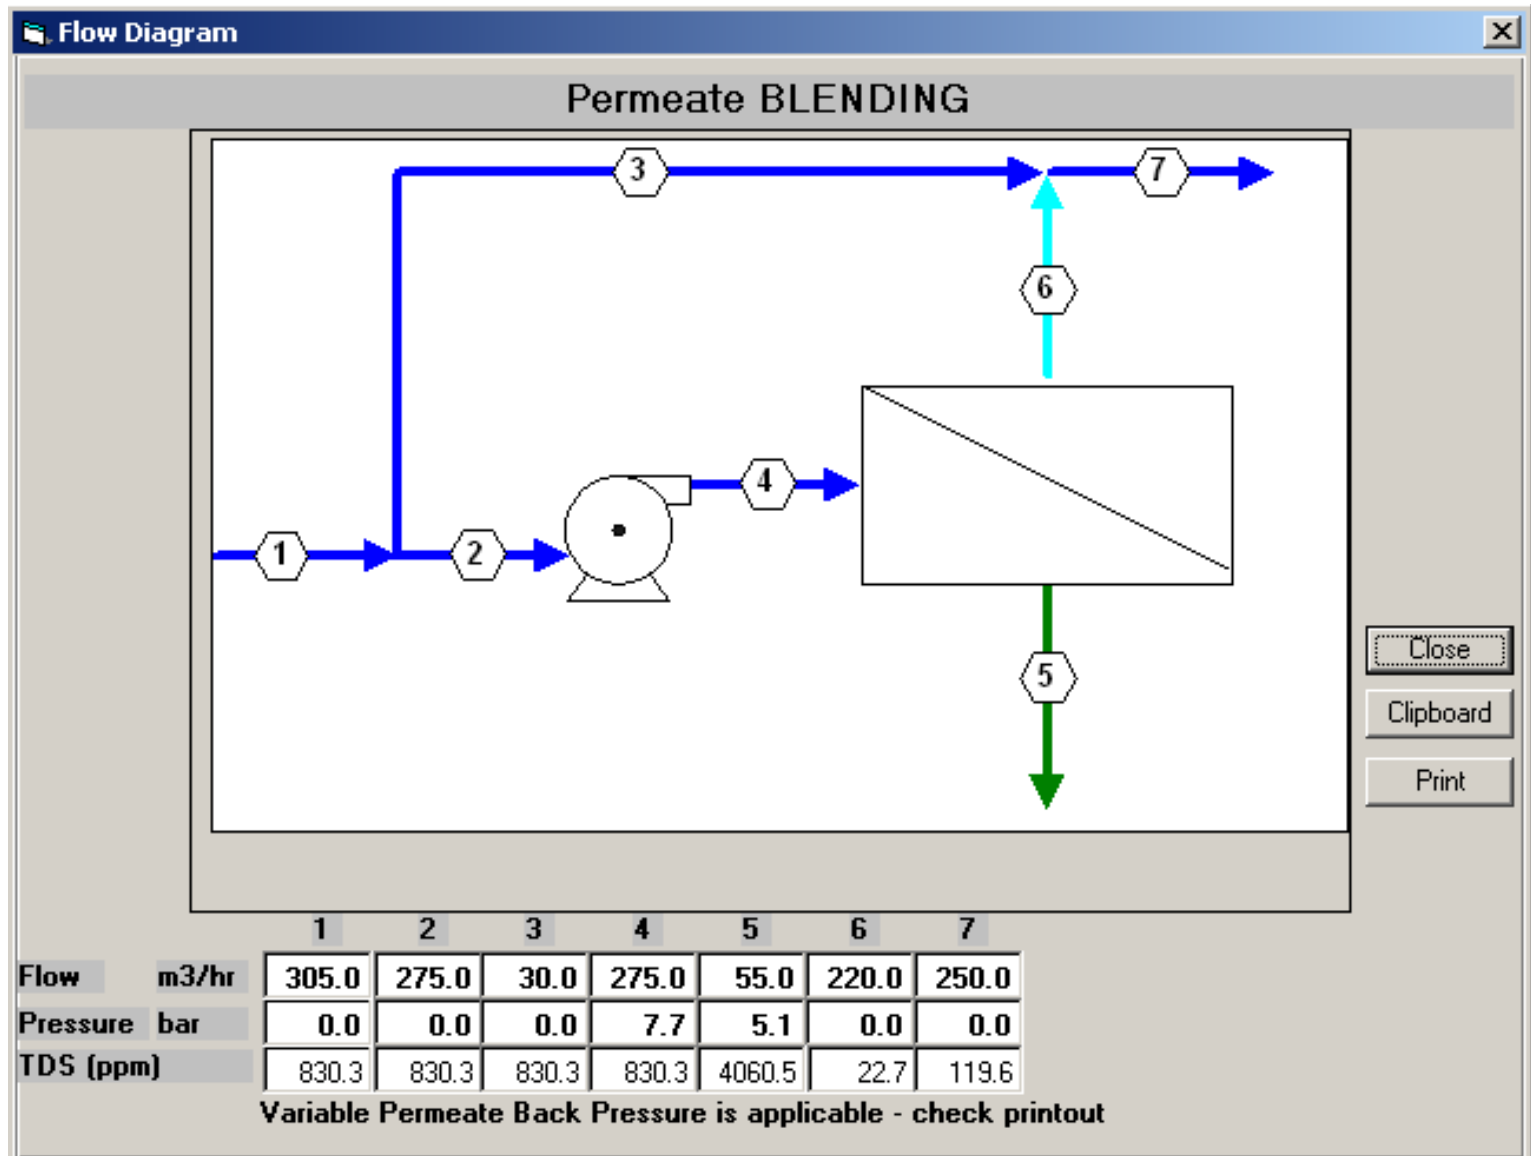 Flow Diagram
Permeate BLENDING
3
7
6
4
1
2
5
Close
Clipboard
Print
1 2 3 4 5 6 7
Flow m3/hr 305.0 275.0 30.0 275.0 55.0 220.0 250.0
Pressure bar 0.0 0.0 0.0 7.7 5.1 0.0 0.0
TDS (ppm) 830.3 830.3 830.3 830.3 4060.5 22.7 119.6
Variable Permeate Back Pressure is applicable - check printout